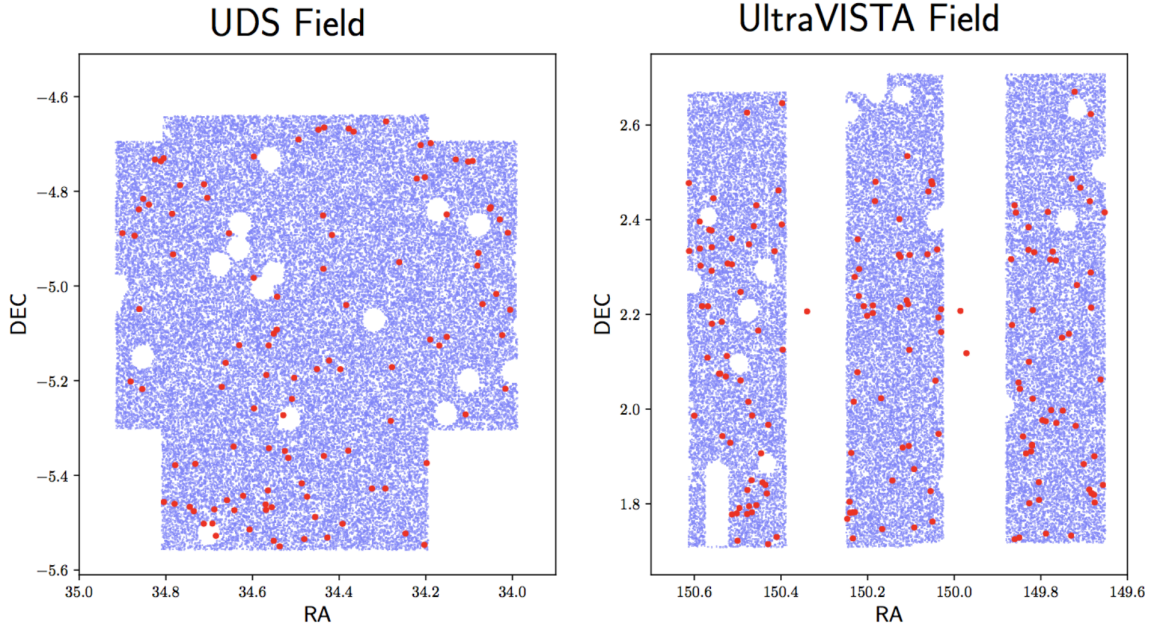 UDS Field
UltraVISTA Field
−4.6
−4.8
−5.0
−5.2
−5.4
−5.6
DEC
35.0 34.8 34.6 34.4 34.2 34.0
RA
2.6
2.4
2.2
2.0
1.8
DEC
150.6 150.4 150.2 150.0 149.8 149.6
RA